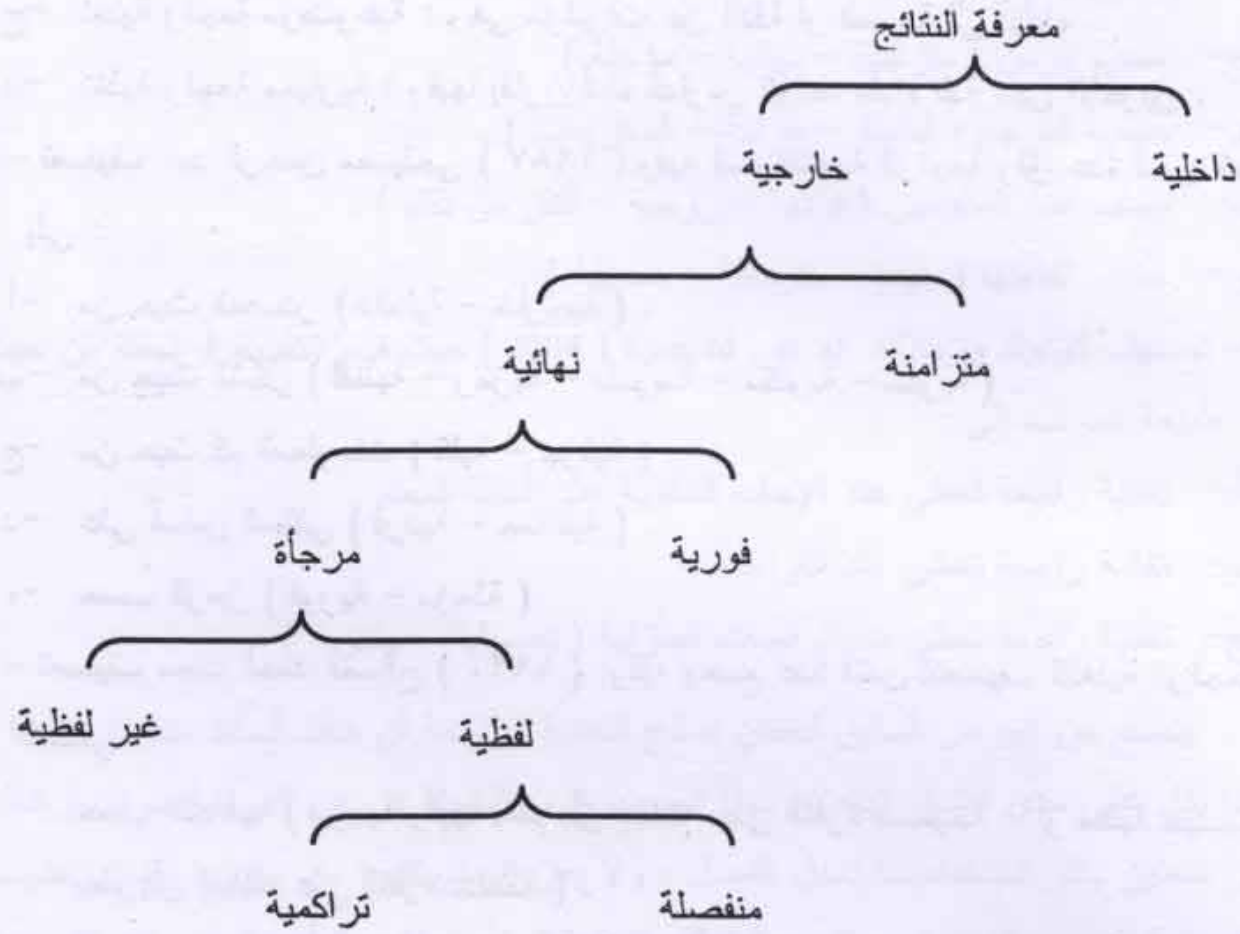 معرفة النتائج
داخلية خارجية
متزامنة نهائية
فورية مرجأة
لفظية غير لفظية
منفصلة تراكمية